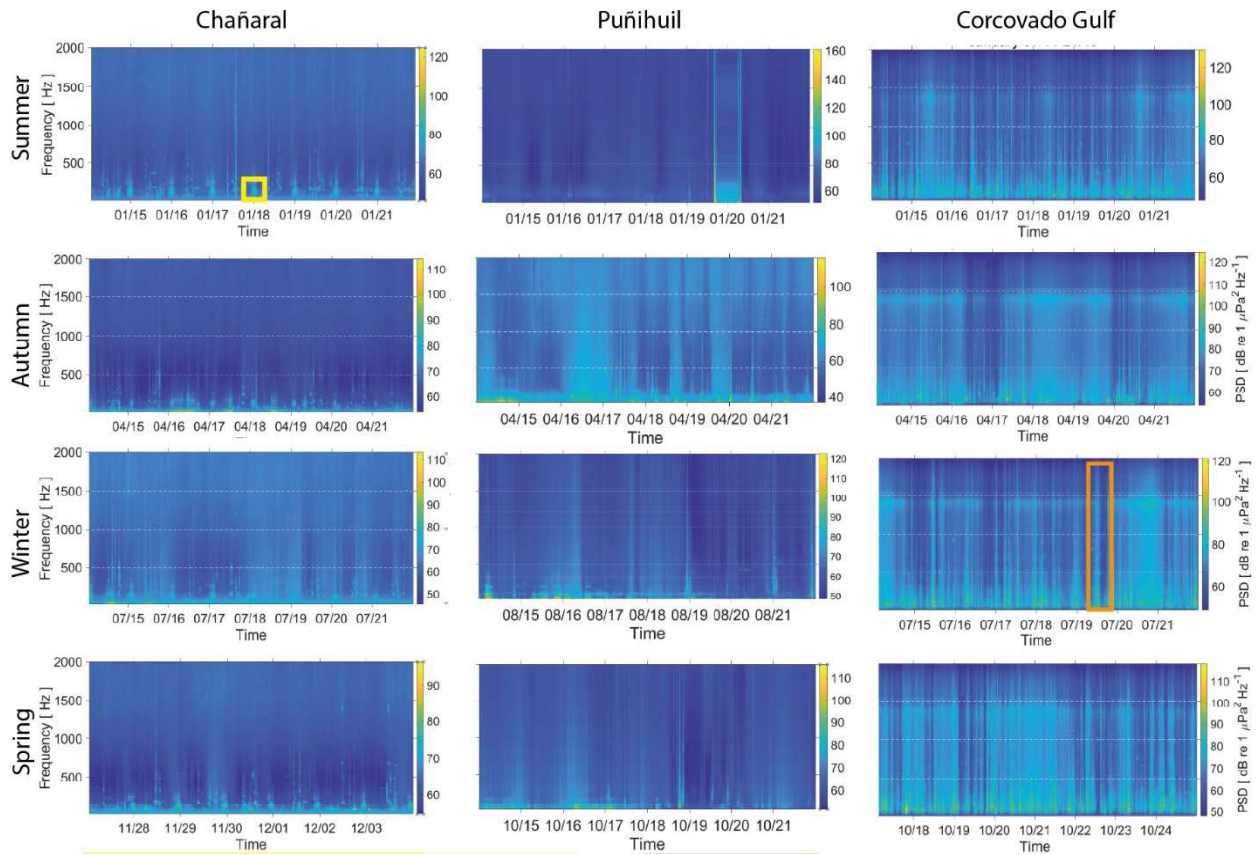 Chañaral Puñihuil Corcovado Gulf
Summer
Frequency [ Hz ]
2000
1500
1000
500
01/15 01/16 01/17 01/18 01/19 01/20 01/21
Time
120
100
80
60
01/15 01/16 01/17 01/18 01/19 01/20 01/21
Time
160
140
120
100
80
60
01/15 01/16 01/17 01/18 01/19 01/20 01/21
Time
120
100
80
60
Autumn
Frequency [ Hz ]
2000
1500
1000
500
04/15 04/16 04/17 04/18 04/19 04/20 04/21
110
100
90
80
70
60
04/15 04/16 04/17 04/18 04/19 04/20 04/21
Time
100
80
60
40
04/15 04/16 04/17 04/18 04/19 04/20 04/21
Time
120
110
100
90
80
70
60
PSD [ dB re 1 μPa² Hz⁻¹ ]
Winter
Frequency [ Hz ]
2000
1500
1000
500
07/15 07/16 07/17 07/18 07/19 07/20 07/21
Time
110
100
90
80
70
60
50
08/15 08/16 08/17 08/18 08/19 08/20 08/21
Time
120
110
100
90
80
70
60
50
07/15 07/16 07/17 07/18 07/19 07/20 07/21
Time
120
100
80
60
PSD [ dB re 1 μPa² Hz⁻¹ ]
Spring
Frequency [ Hz ]
2000
1500
1000
500
11/28 11/29 11/30 12/01 12/02 12/03
Time
90
80
70
60
10/15 10/16 10/17 10/18 10/19 10/20 10/21
Time
110
100
90
80
70
60
10/18 10/19 10/20 10/21 10/22 10/23 10/24
Time
110
100
90
80
70
60
50
PSD [ dB re 1 μPa² Hz⁻¹ ]